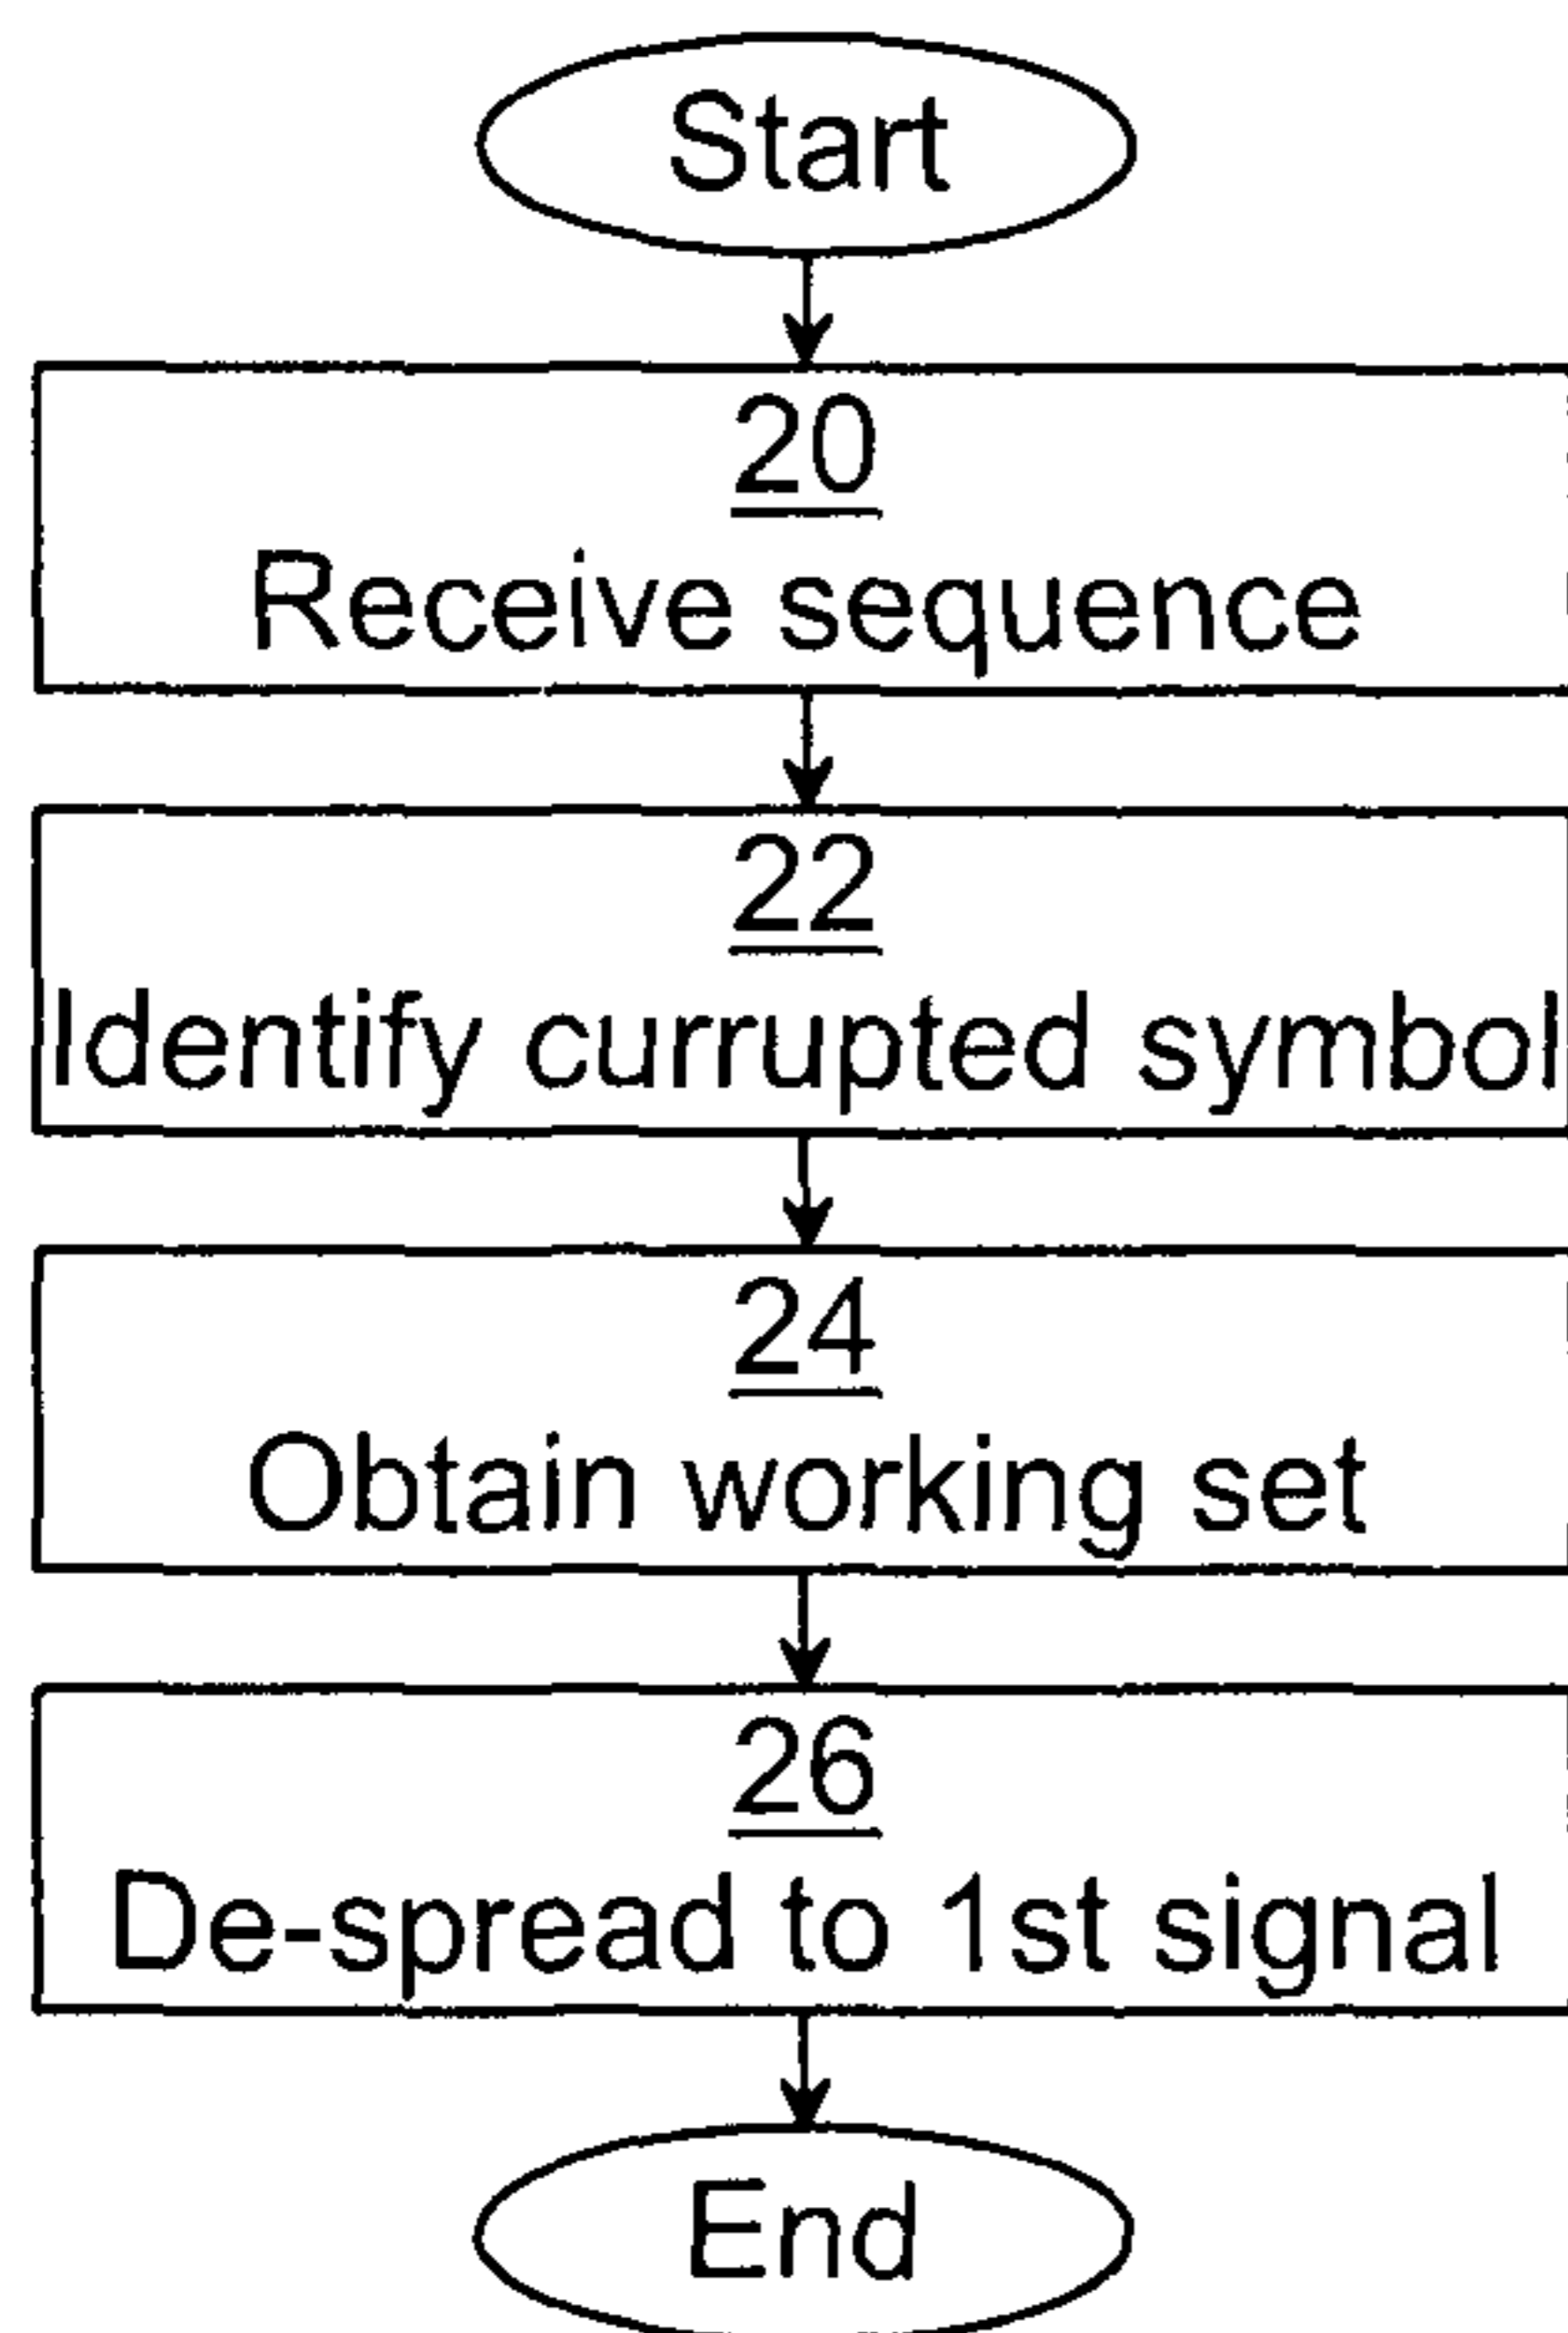 Start
20
Receive sequence
22
Identify currupted symbol
24
Obtain working set
26
De-spread to 1st signal
End